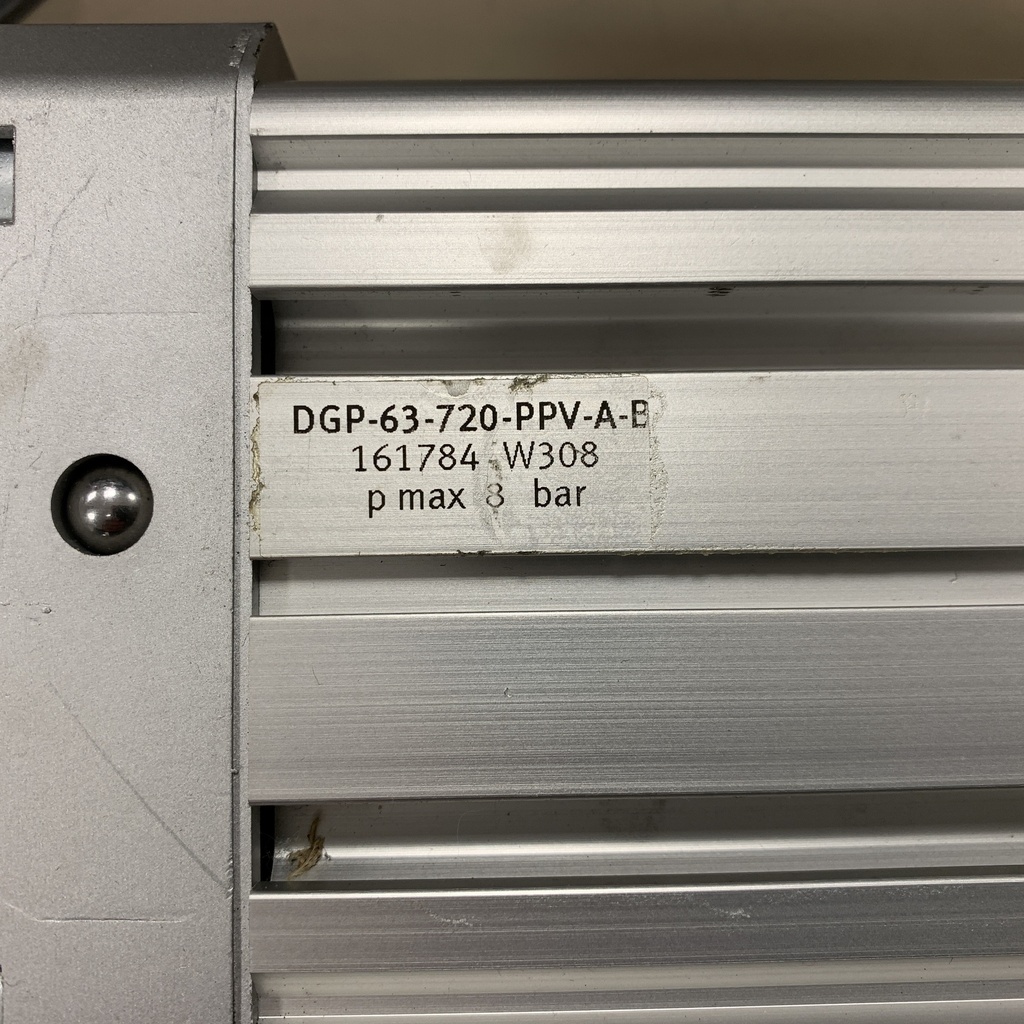 DGP-63-720-PPV-A-B
161784 W308
p max 8 bar